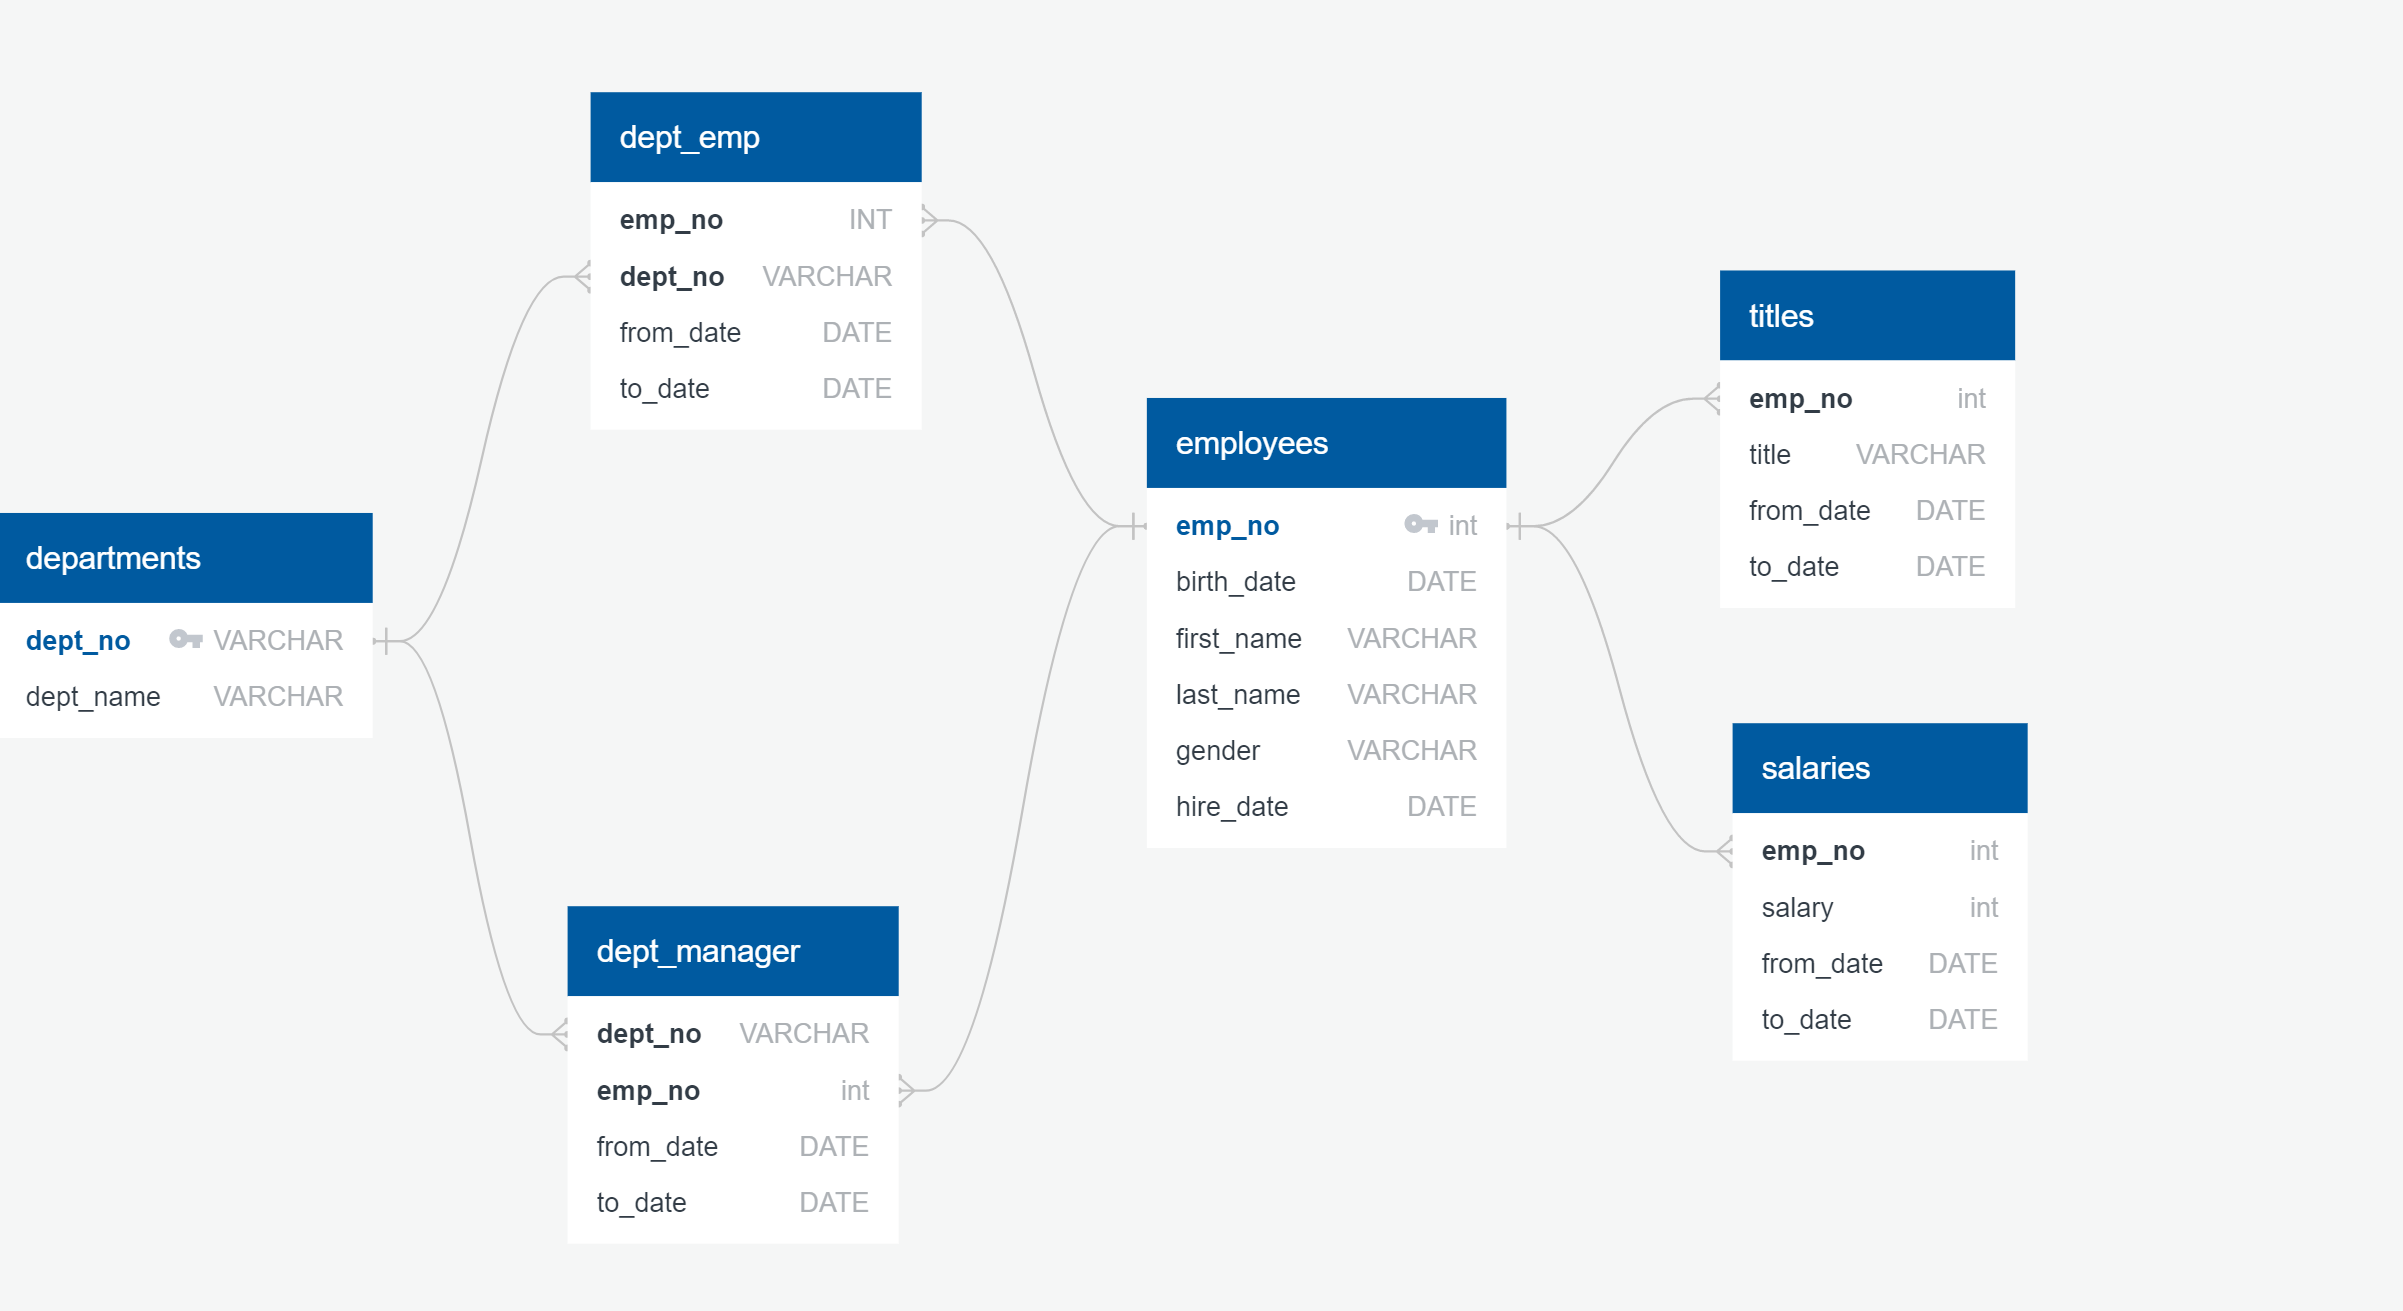 dept_emp
emp_no INT
dept_no VARCHAR
from_date DATE
to_date DATE
departments
dept_no VARCHAR
dept_name VARCHAR
dept_manager
dept_no VARCHAR
emp_no int
from_date DATE
to_date DATE
employees
emp_no int
birth_date DATE
first_name VARCHAR
last_name VARCHAR
gender VARCHAR
hire_date DATE
titles
emp_no int
title VARCHAR
from_date DATE
to_date DATE
salaries
emp_no int
salary int
from_date DATE
to_date DATE